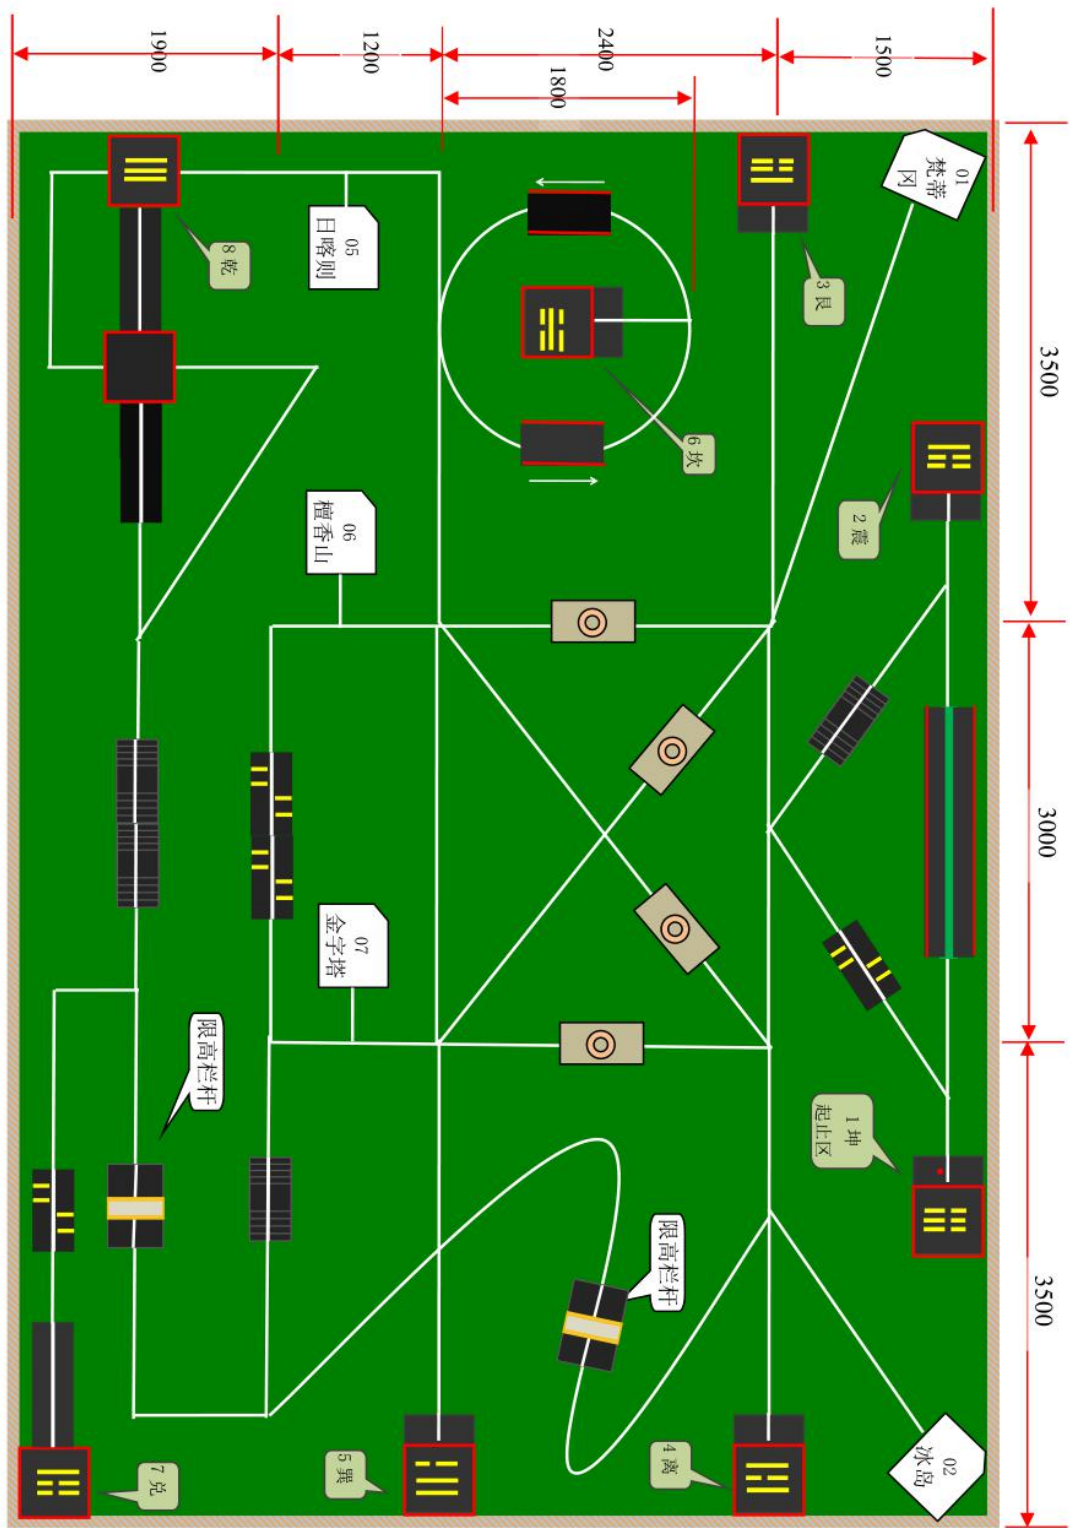 1900
1200
2400
1800
1500
01
梵蒂
冈
3500
05
日喀则
8 乾
3 艮
6 坎
2 震
06
檀香山
3000
07
金字塔
限高栏杆
1 坤
起止区
限高栏杆
3500
02
冰岛
7 兑
5 巽
4 离